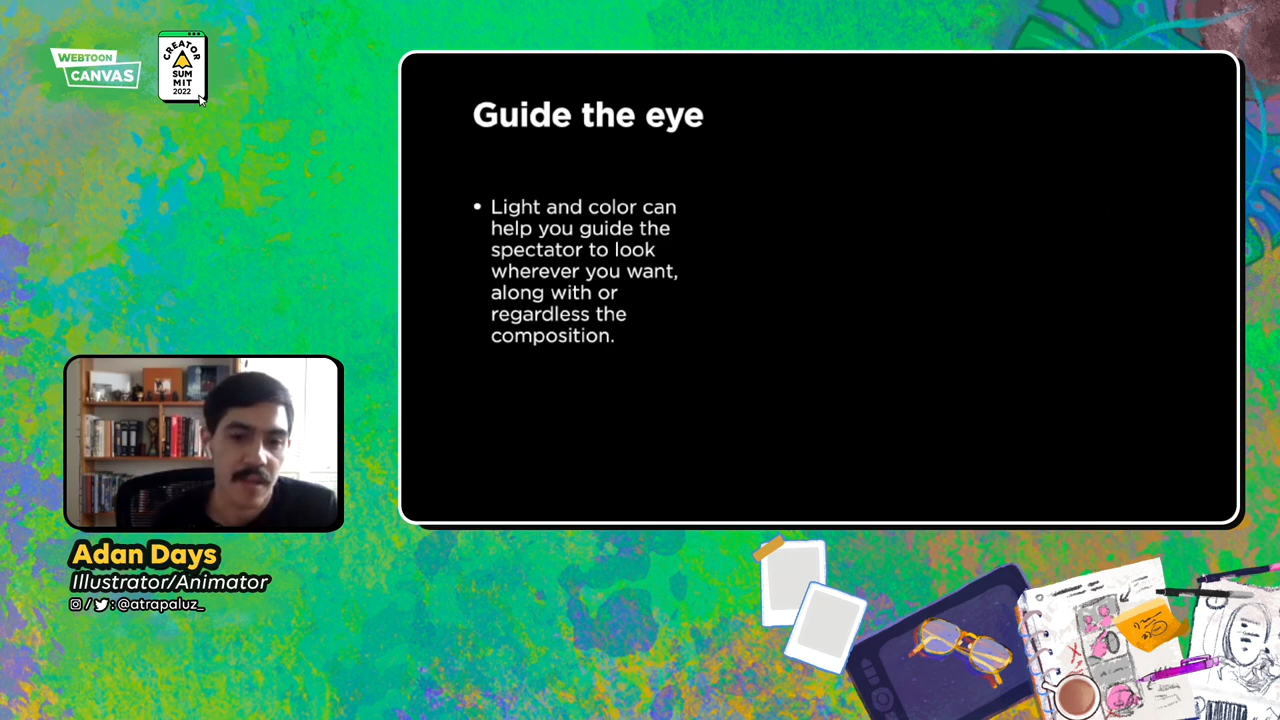 WEBTOON
CANVAS
CREATOR
SUM
MIT
2022
Guide the eye
• Light and color can
help you guide the
spectator to look
wherever you want,
along with or
regardless the
composition.
Adan Days
Illustrator/Animator
/ : @atrapaluz_